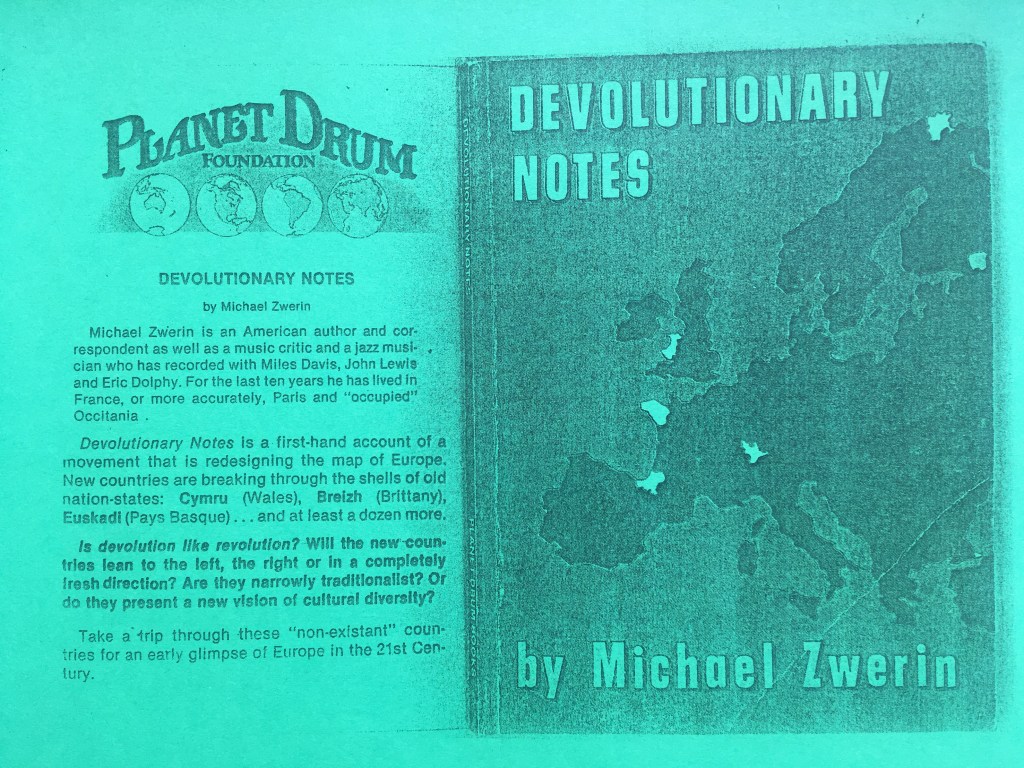 PLANET DRUM
FOUNDATION
DEVOLUTIONARY NOTES
by Michael Zwerin
Michael Zwerin is an American author and cor-
respondent as well as a music critic and a jazz musi-
cian who has recorded with Miles Davis, John Lewis
and Eric Dolphy. For the last ten years he has lived in
France, or more accurately, Paris and "occupied"
Occitania .
Devolutionary Notes is a first-hand account of a
movement that is redesigning the map of Europe.
New countries are breaking through the shells of old
nation-states: Cymru (Wales), Breizh (Brittany),
Euskadi (Pays Basque) . . . and at least a dozen more.
Is devolution like revolution? Will the new coun-
tries lean to the left, the right or in a completely
fresh direction? Are they narrowly traditionalist? Or
do they present a new vision of cultural diversity?
Take a trip through these "non-existant" coun-
tries for an early glimpse of Europe in the 21st Cen-
tury.
DEVOLUTIONARY
NOTES
by Michael Zwerin